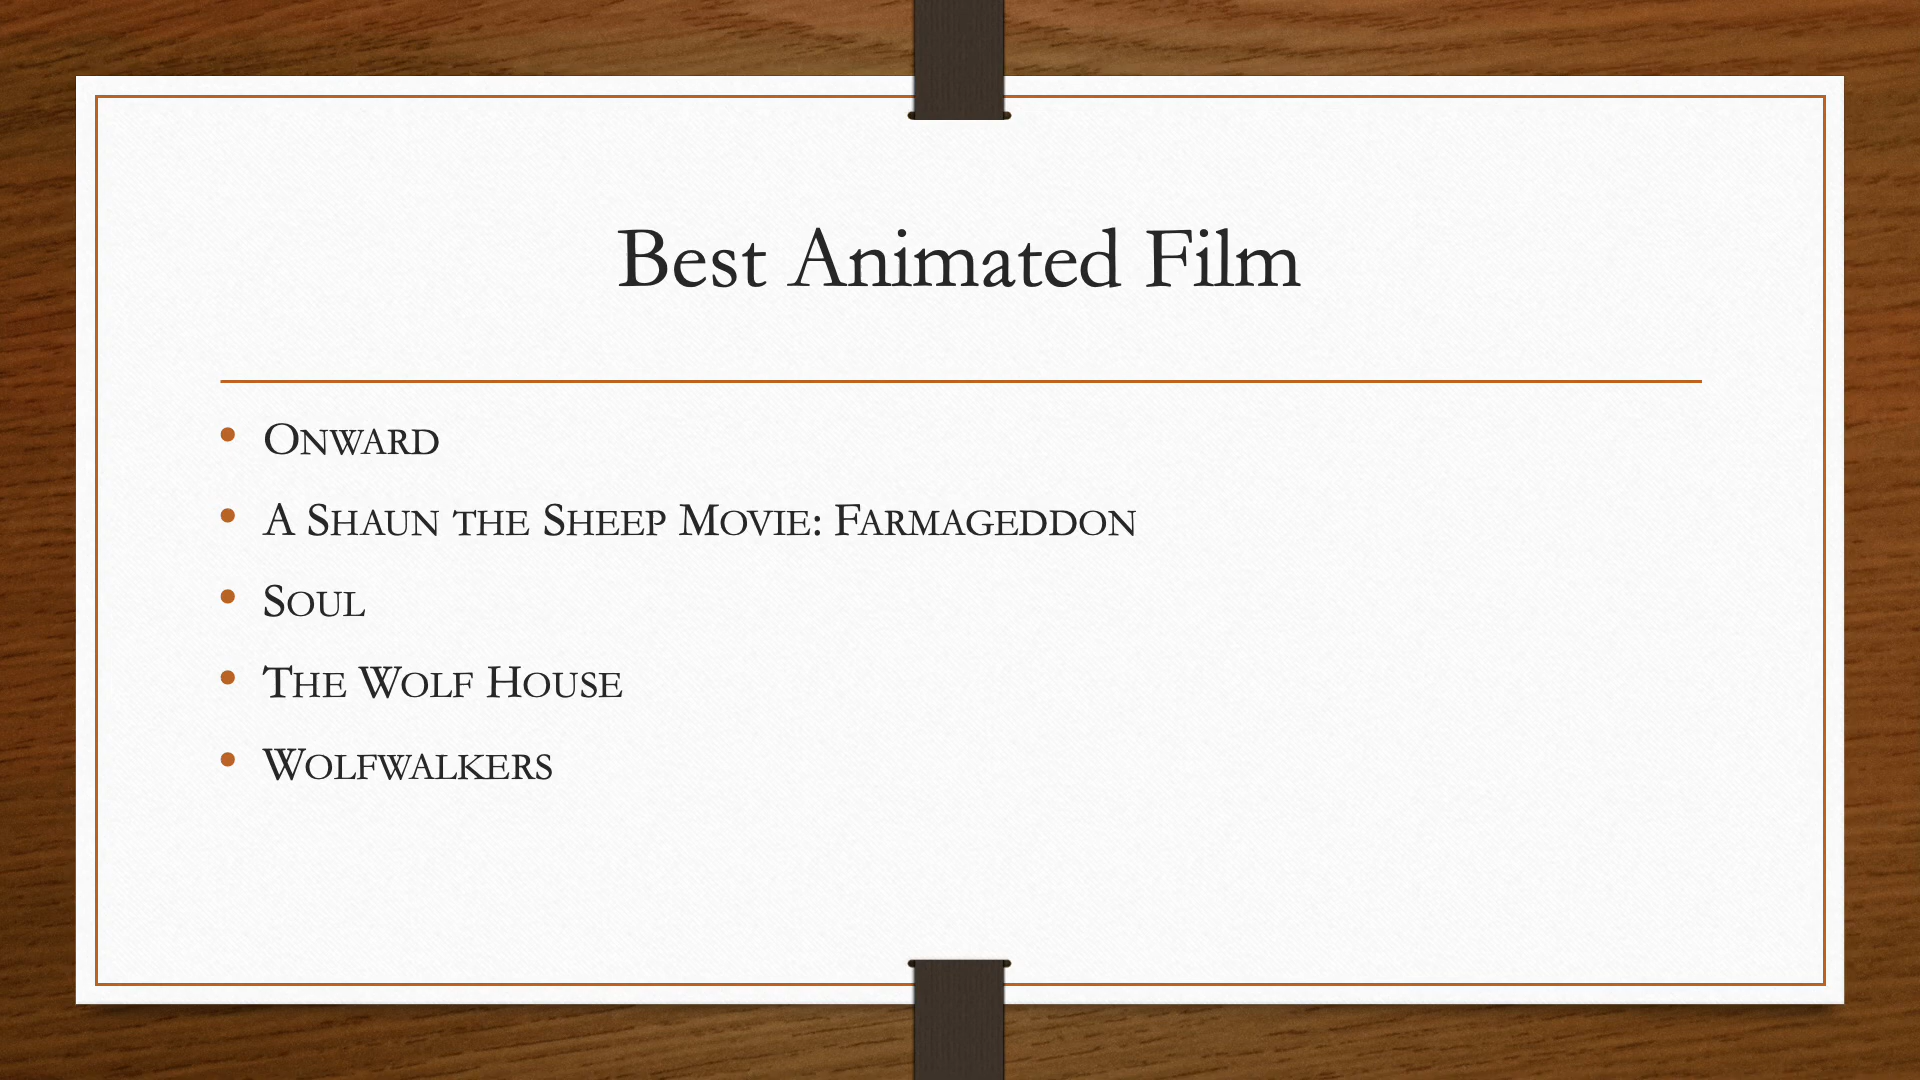 Best Animated Film
• Onward
• A Shaun the Sheep Movie: Farmageddon
• Soul
• The Wolf House
• Wolfwalkers